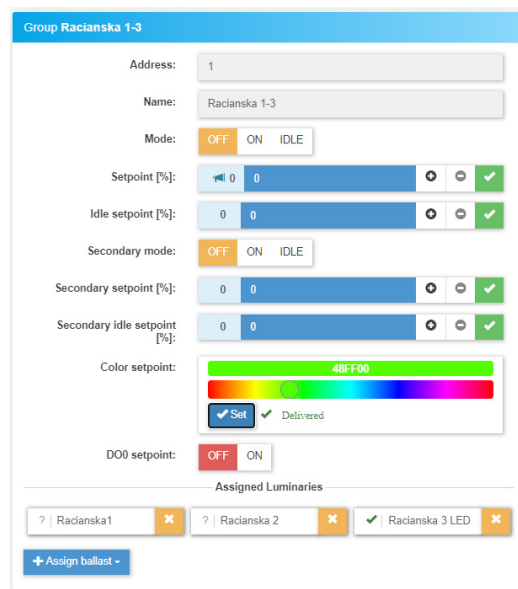 Group Racianska 1-3
Address: 1
Name: Racianska 1-3
Mode: OFF ON IDLE
Setpoint [%]: 0 0
Idle setpoint [%]: 0 0
Secondary mode: OFF ON IDLE
Secondary setpoint [%]: 0 0
Secondary idle setpoint
[%]: 0 0
Color setpoint: 48FF00
Set Delivered
DO0 setpoint: OFF ON
Assigned Luminaries
? | Racianska1 ? | Racianska 2 Racianska 3 LED
Assign ballast